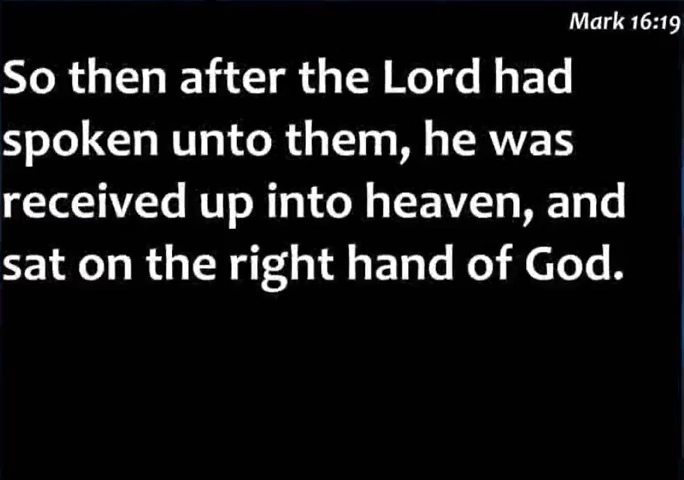 Mark 16:19
So then after the Lord had
spoken unto them, he was
received up into heaven, and
sat on the right hand of God.